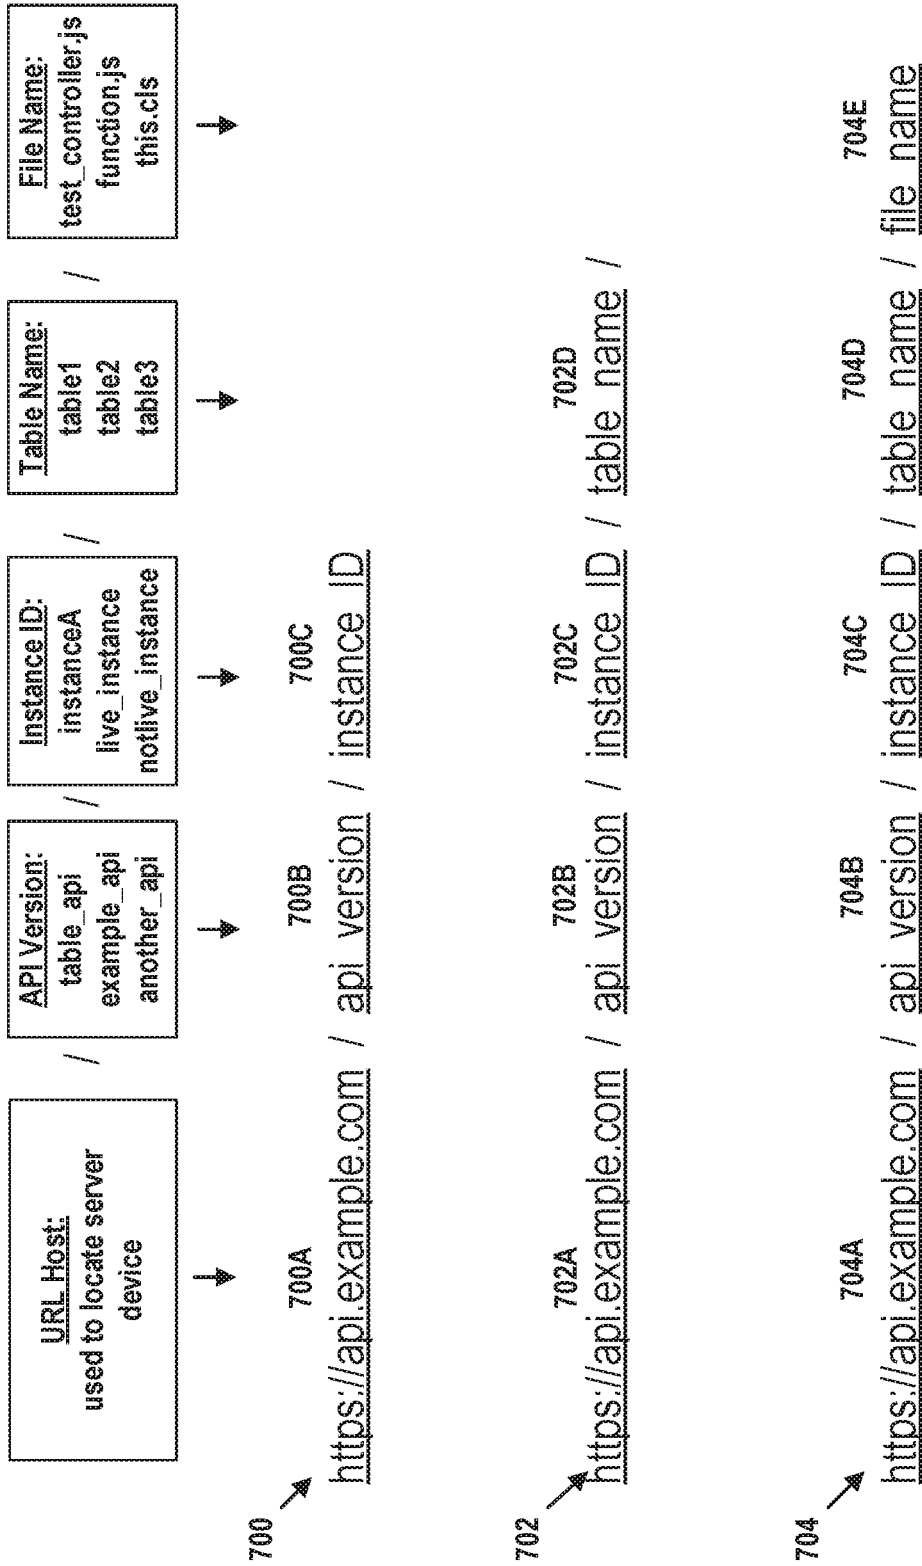 URL Host:
used to locate server
device
/
API Version:
table_api
example_api
another_api
/
Instance ID:
instanceA
live_instance
notlive_instance
/
Table Name:
table1
table2
table3
/
File Name:
test_controller.js
function.js
this.cls
700
700A
700B
700C
https://api.example.com / api_version / instance_ID
702
702A
702B
702C
702D
https://api.example.com / api_version / instance_ID / table_name /
704
704A
704B
704C
704D
704E
https://api.example.com / api_version / instance_ID / table_name / file_name